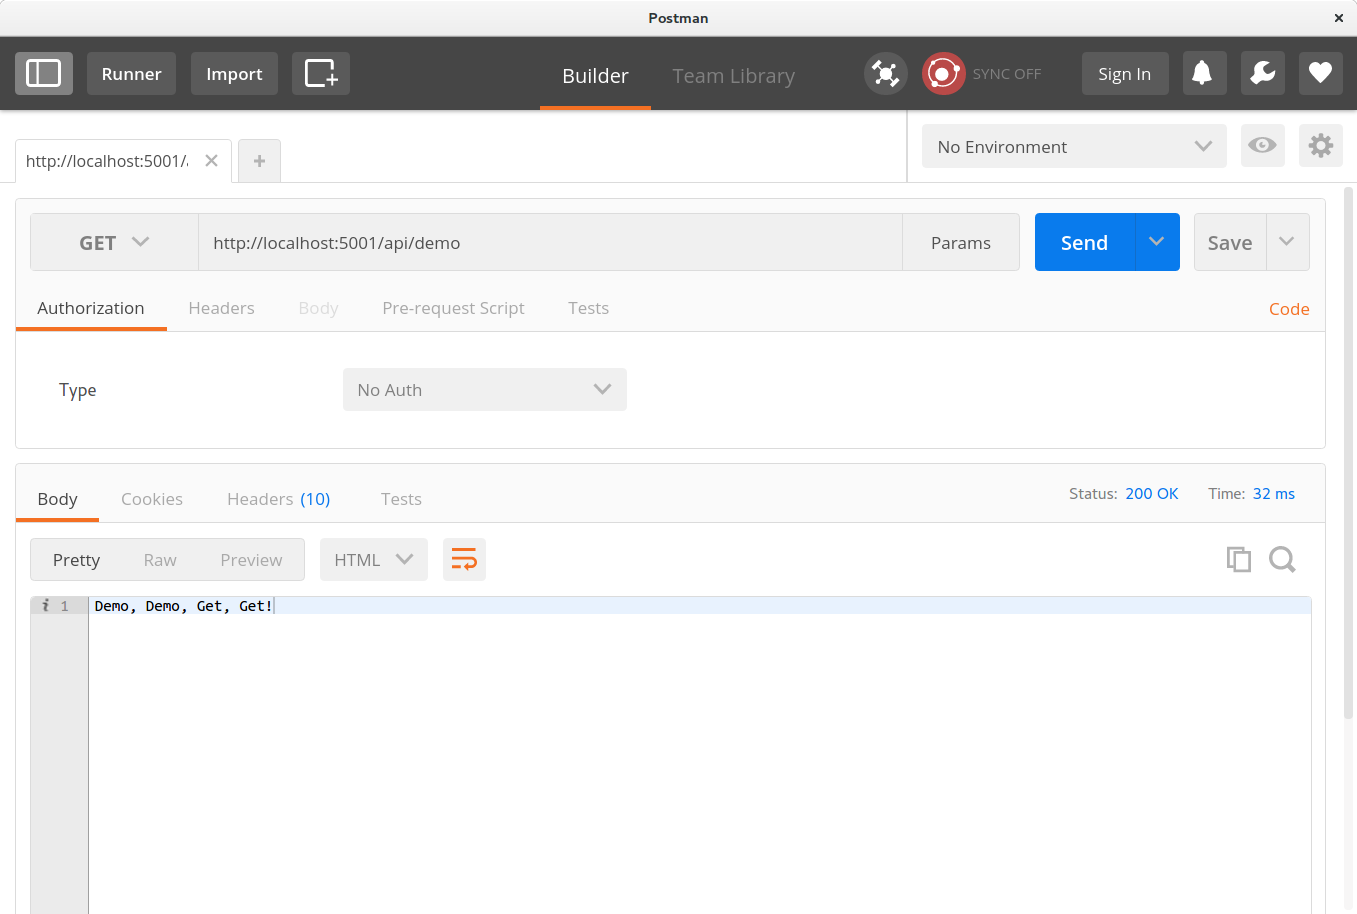 Postman
Runner Import Builder Team Library SYNC OFF Sign In
http://localhost:5001/ No Environment
GET http://localhost:5001/api/demo Params Send Save
Authorization Headers Body Pre-request Script Tests Code
Type No Auth
Body Cookies Headers (10) Tests Status: 200 OK Time: 32 ms
Pretty Raw Preview HTML
i 1 Demo, Demo, Get, Get!